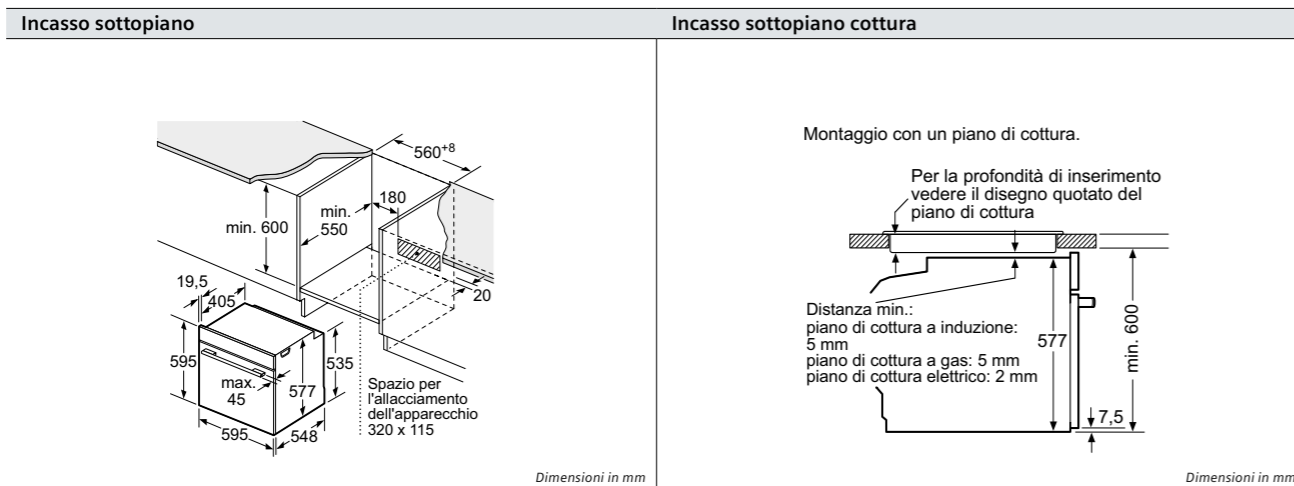 Incasso sottopiano
Incasso sottopiano cottura
560+8
180
min. 600
min.
550
20
19,5
405
595
535
max.
45
577
595
548
Spazio per
l'allacciamento
dell'apparecchio
320 x 115
Dimensioni in mm
Montaggio con un piano di cottura.
Per la profondità di inserimento
vedere il disegno quotato del
piano di cottura
Distanza min.:
piano di cottura a induzione:
5 mm
piano di cottura a gas: 5 mm
piano di cottura elettrico: 2 mm
577
min. 600
7,5
Dimensioni in mm